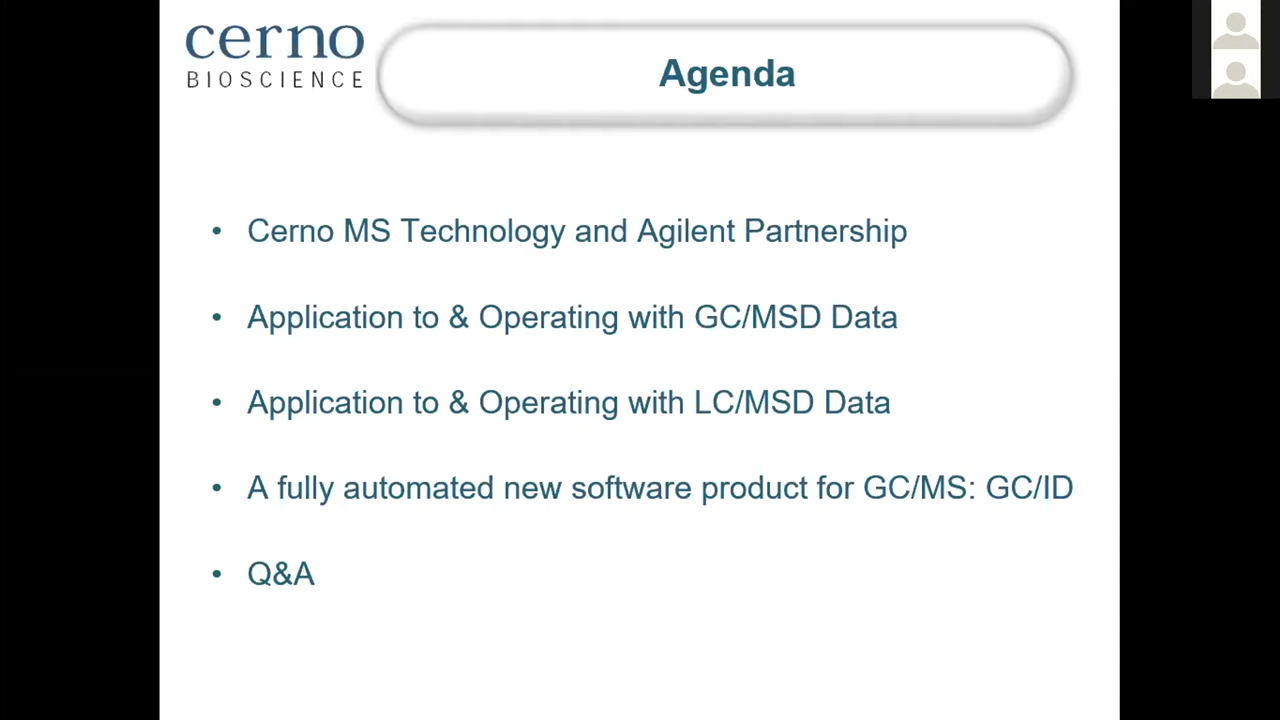 cerno
BIOSCIENCE
Agenda
• Cerno MS Technology and Agilent Partnership
• Application to & Operating with GC/MSD Data
• Application to & Operating with LC/MSD Data
• A fully automated new software product for GC/MS: GC/ID
• Q&A